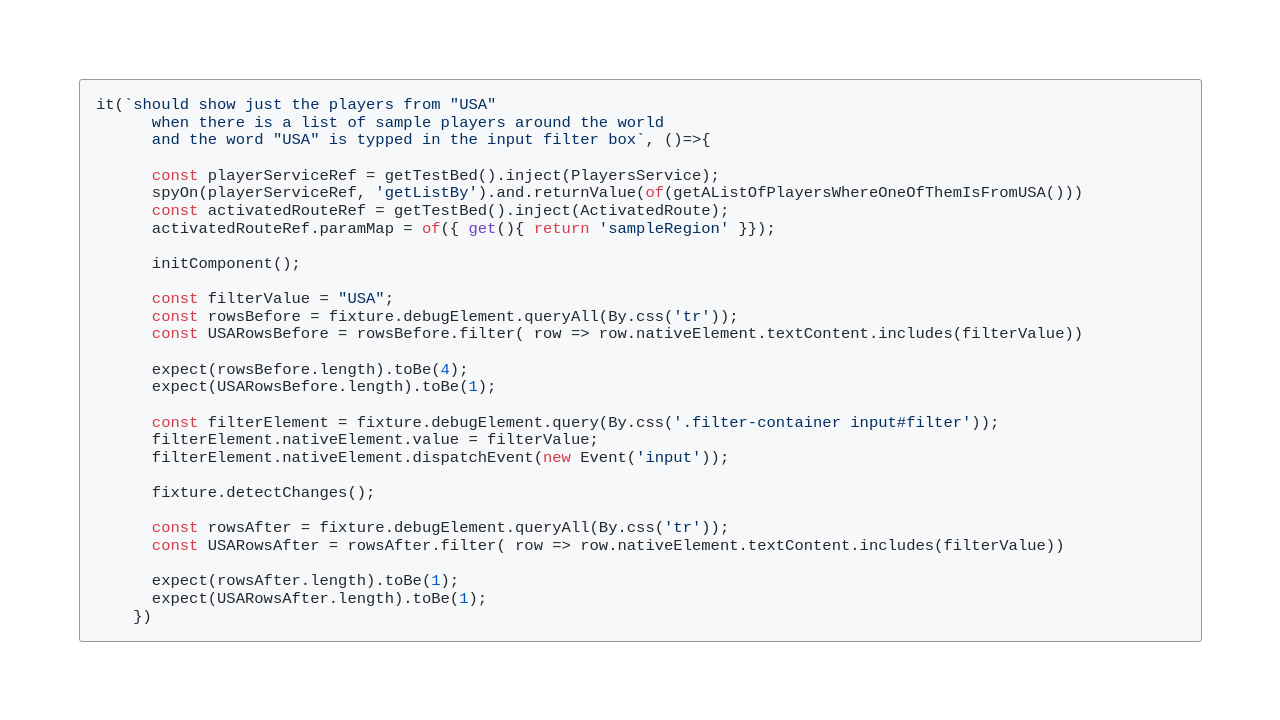 it(`should show just the players from "USA"
      when there is a list of sample players around the world
      and the word "USA" is typped in the input filter box`, ()=>{

      const playerServiceRef = getTestBed().inject(PlayersService);
      spyOn(playerServiceRef, 'getListBy').and.returnValue(of(getAListOfPlayersWhereOneOfThemIsFromUSA()))
      const activatedRouteRef = getTestBed().inject(ActivatedRoute);
      activatedRouteRef.paramMap = of({ get(){ return 'sampleRegion' }});

      initComponent();

      const filterValue = "USA";
      const rowsBefore = fixture.debugElement.queryAll(By.css('tr'));
      const USARowsBefore = rowsBefore.filter( row => row.nativeElement.textContent.includes(filterValue))

      expect(rowsBefore.length).toBe(4);
      expect(USARowsBefore.length).toBe(1);

      const filterElement = fixture.debugElement.query(By.css('.filter-container input#filter'));
      filterElement.nativeElement.value = filterValue;
      filterElement.nativeElement.dispatchEvent(new Event('input'));

      fixture.detectChanges();

      const rowsAfter = fixture.debugElement.queryAll(By.css('tr'));
      const USARowsAfter = rowsAfter.filter( row => row.nativeElement.textContent.includes(filterValue))

      expect(rowsAfter.length).toBe(1);
      expect(USARowsAfter.length).toBe(1);
    })